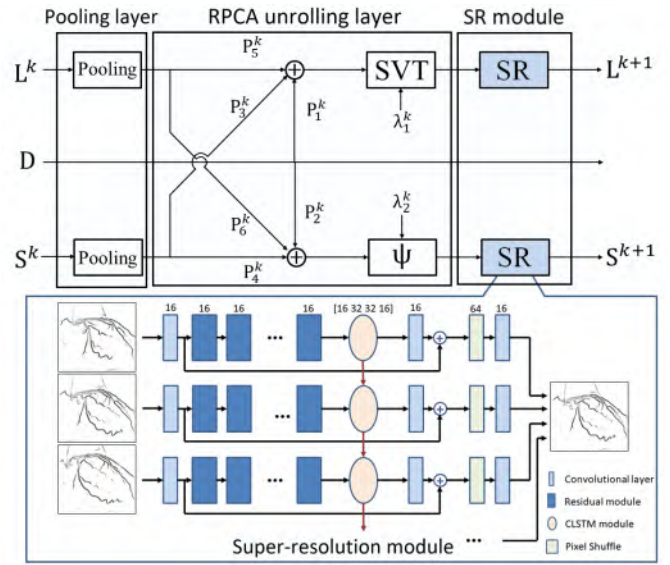 Pooling layer RPCA unrolling layer SR module
L^k Pooling P_5^k SVT SR L^{k+1}
P_3^k P_1^k λ_1^k
D
P_6^k P_2^k λ_2^k
S^k Pooling P_4^k Ψ SR S^{k+1}
16 16 16 16 [16 32 32 16] 16 64 16
...
...
...
Convolutional layer
Residual module
CLSTM module
Super-resolution module ... Pixel Shuffle